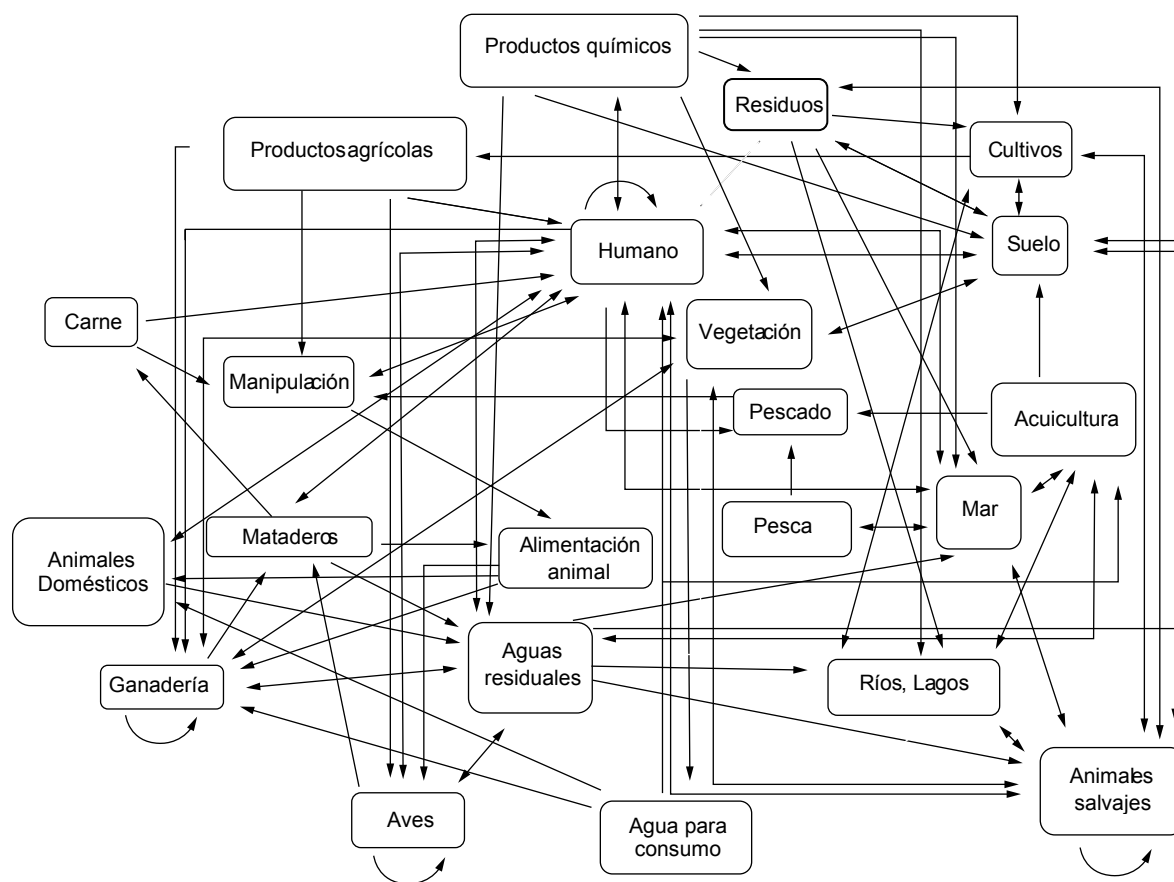 Productos químicos
Residuos
Productosagrícolas
Cultivos
Humano
Suelo
Carne
Vegetación
Manipulación
Pescado
Acuicultura
Mataderos
Pesca
Mar
Animales
Domésticos
Alimentación
animal
Aguas
residuales
Ganadería
Ríos, Lagos
Aves
Agua para
consumo
Animales
salvajes